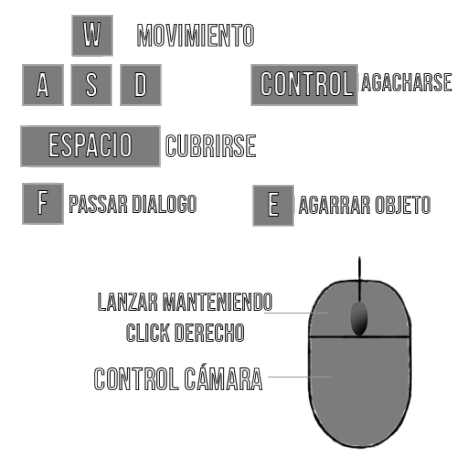 W MOVIMIENTO
A S D CONTROL AGACHARSE
ESPACIO CUBRIRSE
F PASSAR DIALOGO E AGARRAR OBJETO
LANZAR MANTENIENDO
CLICK DERECHO
CONTROL CÁMARA